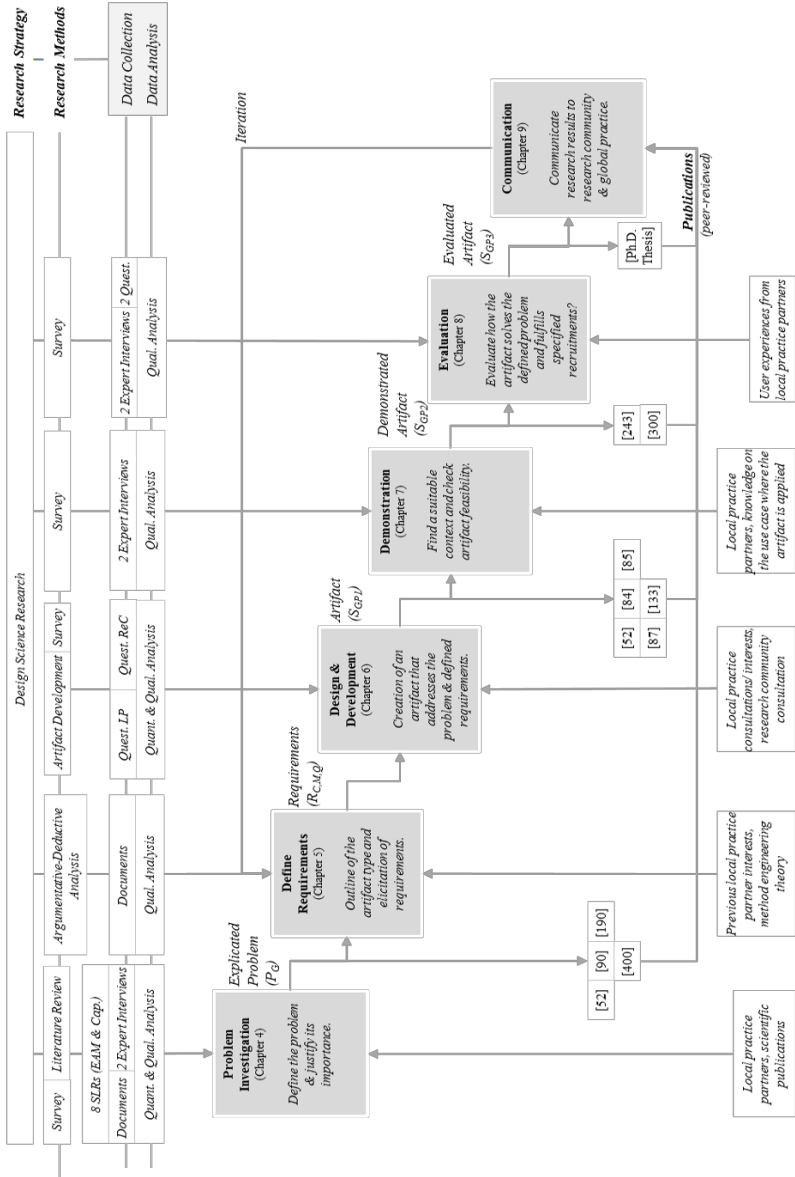 Design Science Research
Research Strategy
Survey
Literature Review
Argumentative-Deductive
Analysis
Artifact Development
Survey
Survey
Survey
Research Methods
8 SLRs (EAM & Cap.)
Documents
2 Expert Interviews
Documents
Quest. LP
Quest. ReC
2 Expert Interviews
2 Expert Interviews
2 Quest.
Data Collection
Quant. & Qual. Analysis
Qual. Analysis
Quant. & Qual. Analysis
Qual. Analysis
Qual. Analysis
Data Analysis
Iteration
Problem
Investigation
(Chapter 4)
Define the problem
& justify its
importance.
Explicated
Problem
(PG)
Define
Requirements
(Chapter 5)
Outline of the
artifact type and
elicitation of
requirements.
Requirements
(RC,M,Q)
Design &
Development
(Chapter 6)
Creation of an
artifact that
addresses the
problem & defined
requirements.
Artifact
(SGP1)
Demonstration
(Chapter 7)
Find a suitable
context and check
artifact feasibility.
Demonstrated
Artifact
(SGP2)
Evaluation
(Chapter 8)
Evaluate how the
artifact solves the
defined problem
and fulfills
specified
recruitments?
Evaluated
Artifact
(SGP3)
Communication
(Chapter 9)
Communicate
research results to
research community
& global practice.
[52] [90] [190]
[400]
[52] [84] [85]
[87] [133]
[243]
[300]
[Ph.D.
Thesis]
Publications
(peer-reviewed)
Local practice
partners, scientific
publications
Previous local practice
partner interests,
method engineering
theory
Local practice
consultations/interests,
research community
consultation
Local practice
partners, knowledge on
the use case where the
artifact is applied
User experiences from
local practice partners